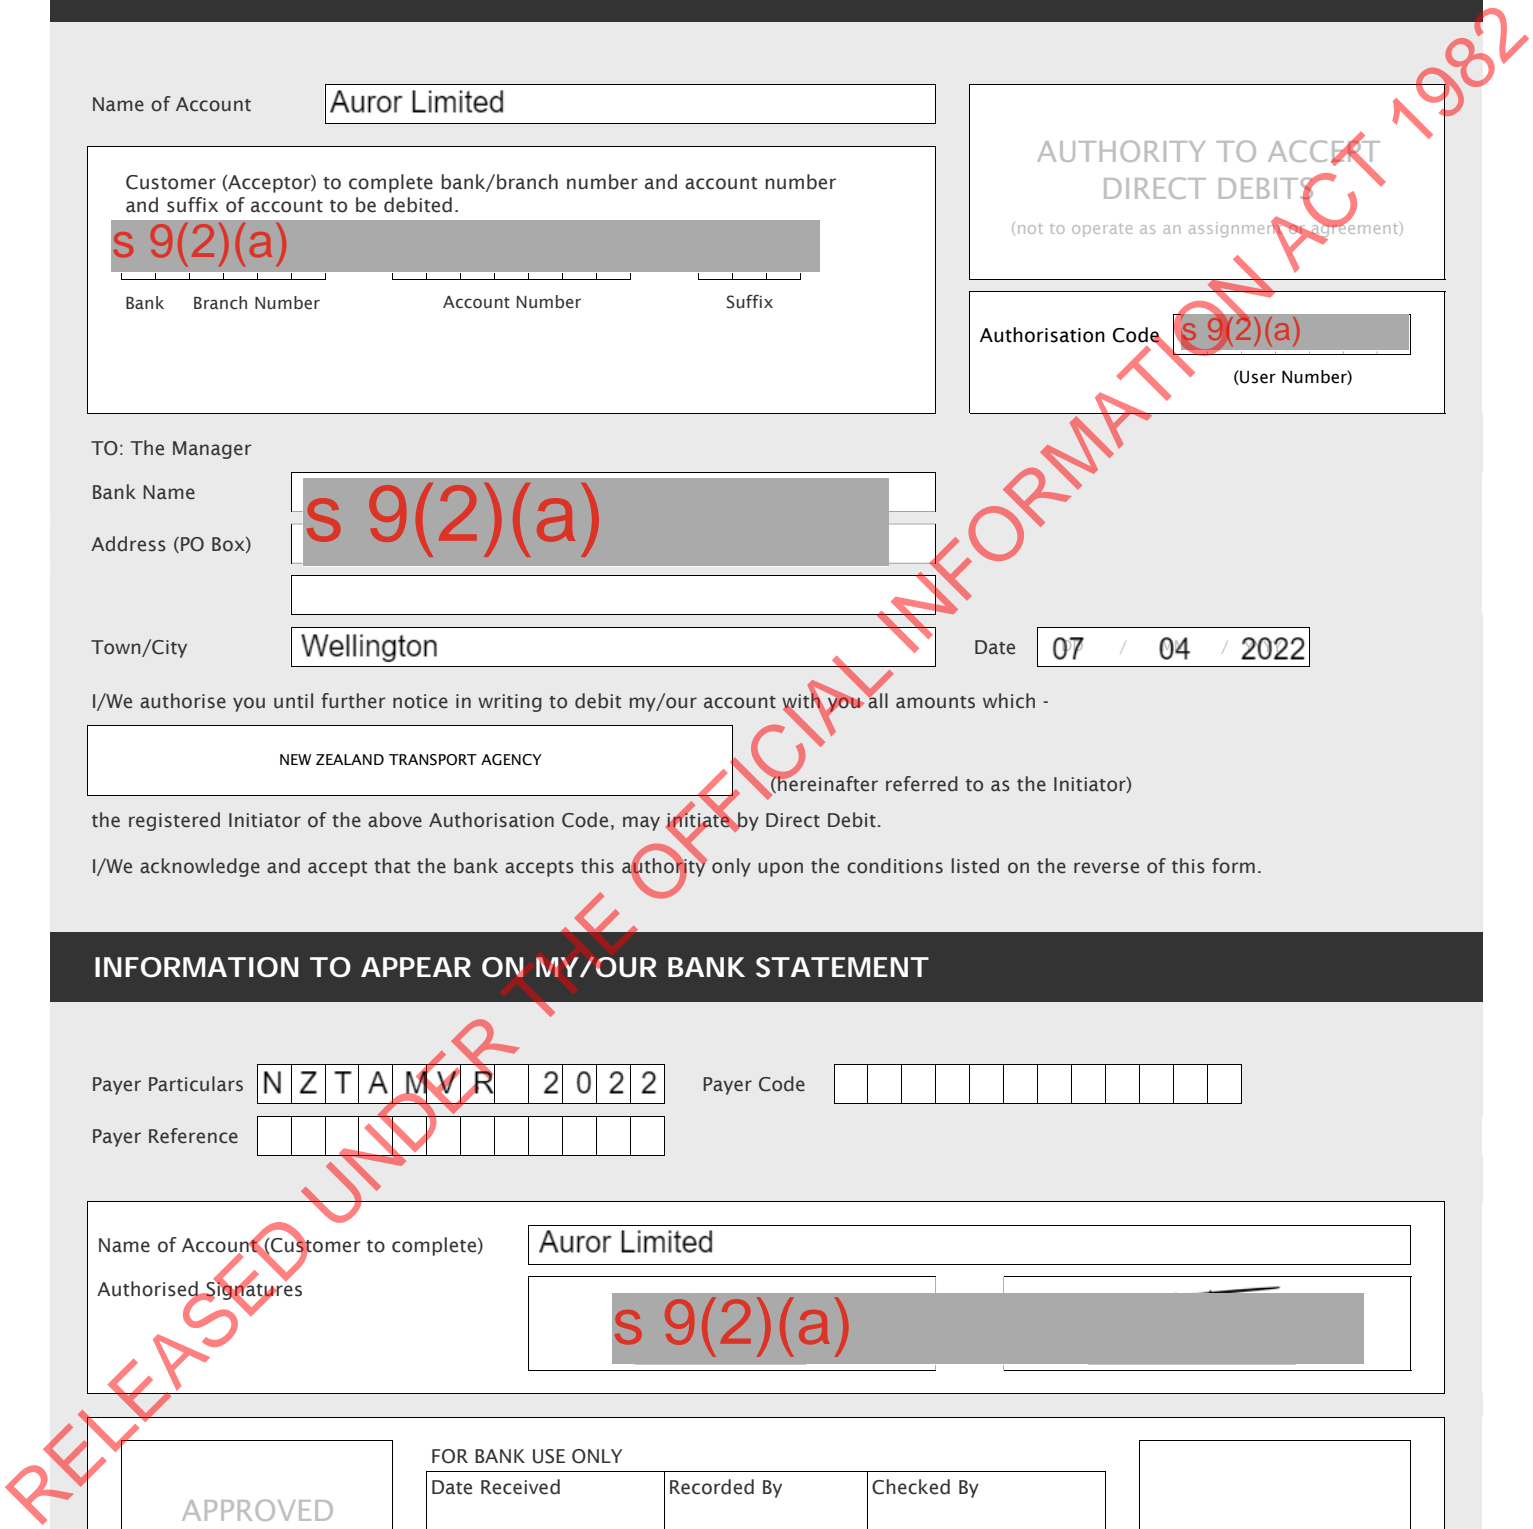 Name of Account Auror Limited
AUTHORITY TO ACCEPT
DIRECT DEBITS
(not to operate as an assignment or agreement)
Customer (Acceptor) to complete bank/branch number and account number
and suffix of account to be debited.
s 9(2)(a)
Bank Branch Number Account Number Suffix
Authorisation Code s 9(2)(a)
(User Number)
TO: The Manager
Bank Name
s 9(2)(a)
Address (PO Box)
Town/City Wellington Date 07 / 04 / 2022
I/We authorise you until further notice in writing to debit my/our account with you all amounts which -
NEW ZEALAND TRANSPORT AGENCY
(hereinafter referred to as the Initiator)
the registered Initiator of the above Authorisation Code, may initiate by Direct Debit.
I/We acknowledge and accept that the bank accepts this authority only upon the conditions listed on the reverse of this form.
INFORMATION TO APPEAR ON MY/OUR BANK STATEMENT
Payer Particulars N Z T A M V R 2 0 2 2 Payer Code
Payer Reference
Name of Account (Customer to complete) Auror Limited
Authorised Signatures
s 9(2)(a)
FOR BANK USE ONLY
Date Received Recorded By Checked By
APPROVED
RELEASED UNDER THE OFFICIAL INFORMATION ACT 1982